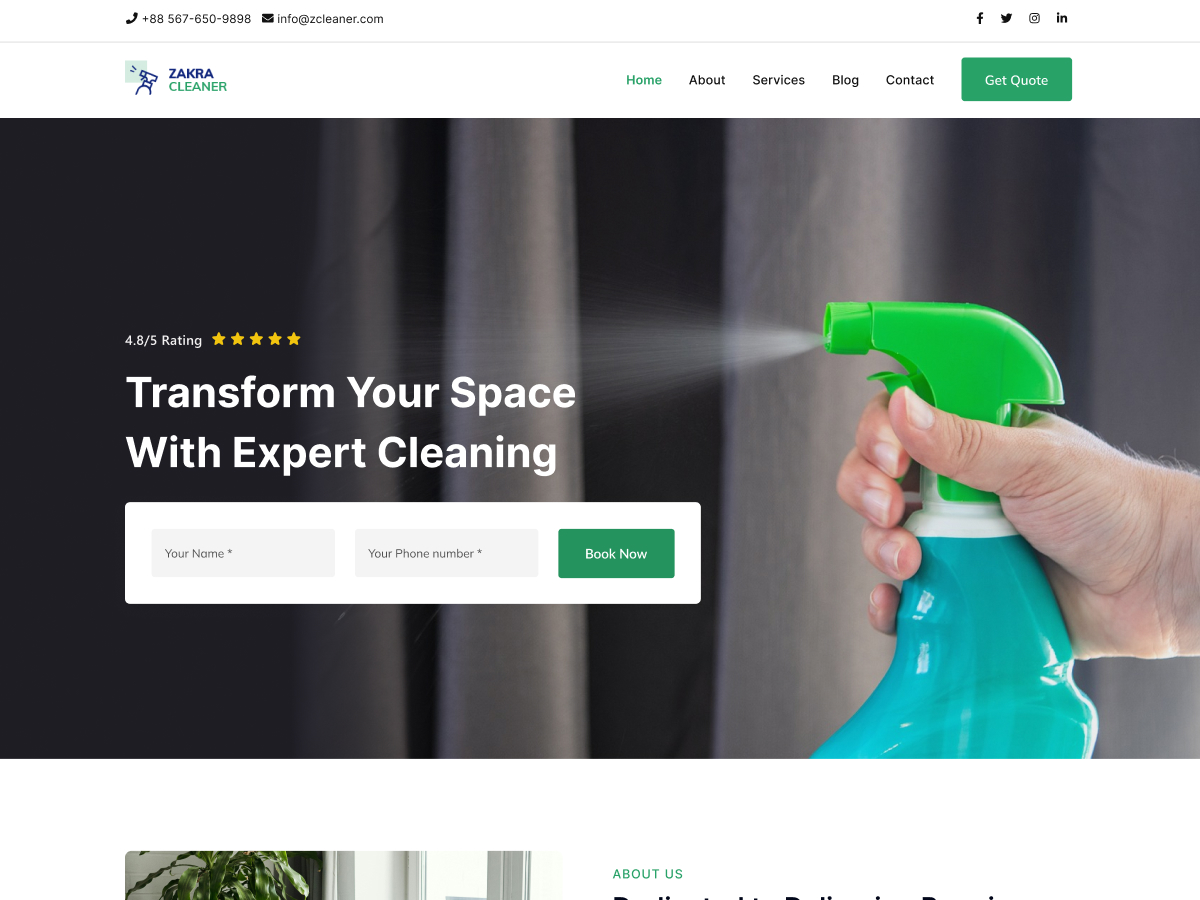 +88 567-650-9898 info@zcleaner.com
ZAKRA
CLEANER
Home About Services Blog Contact Get Quote
4.8/5 Rating
Transform Your Space
With Expert Cleaning
Your Name * Your Phone number * Book Now
ABOUT US